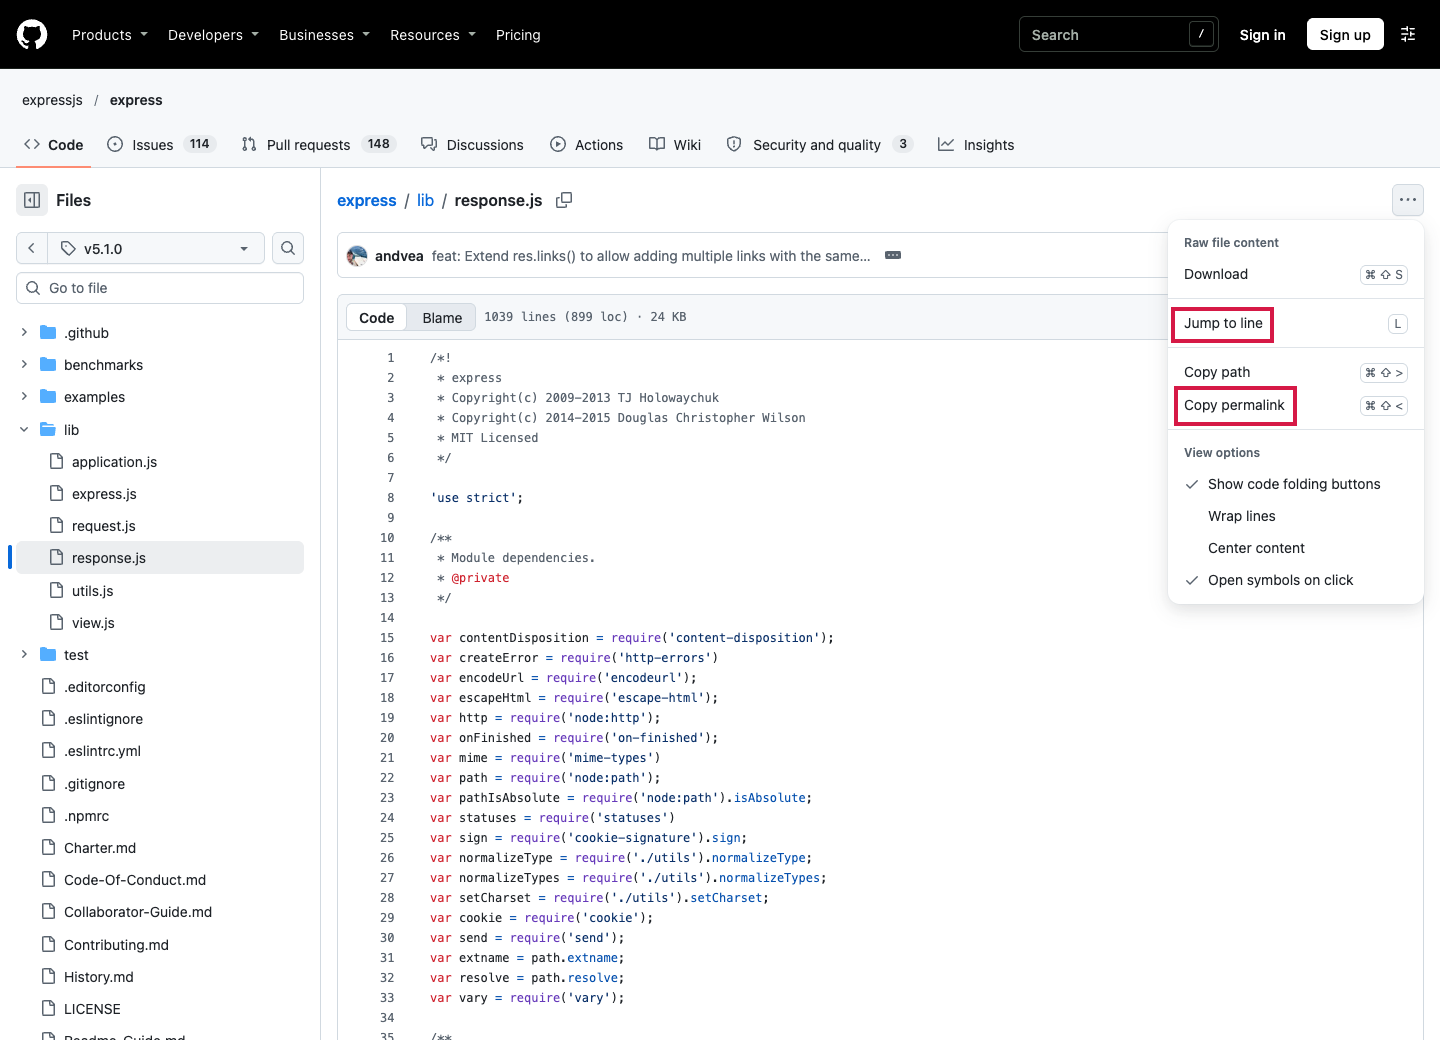 Products Developers Businesses Resources Pricing Search / Sign in Sign up
expressjs / express
Code Issues 114 Pull requests 148 Discussions Actions Wiki Security and quality 3 Insights
Files
v5.1.0
Go to file
.github
benchmarks
examples
lib
application.js
express.js
request.js
response.js
utils.js
view.js
test
.editorconfig
.eslintignore
.eslintrc.yml
.gitignore
.npmrc
Charter.md
Code-Of-Conduct.md
Collaborator-Guide.md
Contributing.md
History.md
LICENSE
Readme-Guide.md
express / lib / response.js
andvea feat: Extend res.links() to allow adding multiple links with the same…
Code Blame 1039 lines (899 loc) · 24 KB
1 /*!
2 * express
3 * Copyright(c) 2009-2013 TJ Holowaychuk
4 * Copyright(c) 2014-2015 Douglas Christopher Wilson
5 * MIT Licensed
6 */
7
8 'use strict';
9
10 /**
11 * Module dependencies.
12 * @private
13 */
14
15 var contentDisposition = require('content-disposition');
16 var createError = require('http-errors')
17 var encodeUrl = require('encodeurl');
18 var escapeHtml = require('escape-html');
19 var http = require('node:http');
20 var onFinished = require('on-finished');
21 var mime = require('mime-types')
22 var path = require('node:path');
23 var pathIsAbsolute = require('node:path').isAbsolute;
24 var statuses = require('statuses')
25 var sign = require('cookie-signature').sign;
26 var normalizeType = require('./utils').normalizeType;
27 var normalizeTypes = require('./utils').normalizeTypes;
28 var setCharset = require('./utils').setCharset;
29 var cookie = require('cookie');
30 var send = require('send');
31 var extname = path.extname;
32 var resolve = path.resolve;
33 var vary = require('vary');
34
35 /**
Raw file content
Download ⌘ ⇧ S
Jump to line L
Copy path ⌘ ⇧ >
Copy permalink ⌘ ⇧ <
View options
Show code folding buttons
Wrap lines
Center content
Open symbols on click